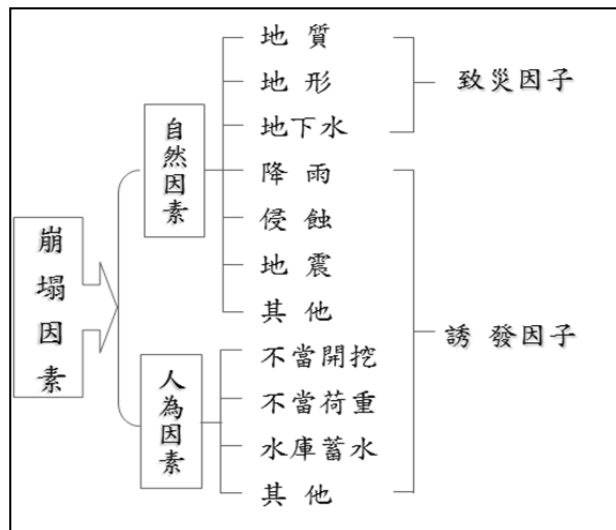 崩塌因素
自然因素
地質
地形
地下水
降雨
侵蝕
地震
其他
人為因素
不當開挖
不當荷重
水庫蓄水
其他
致災因子
誘發因子